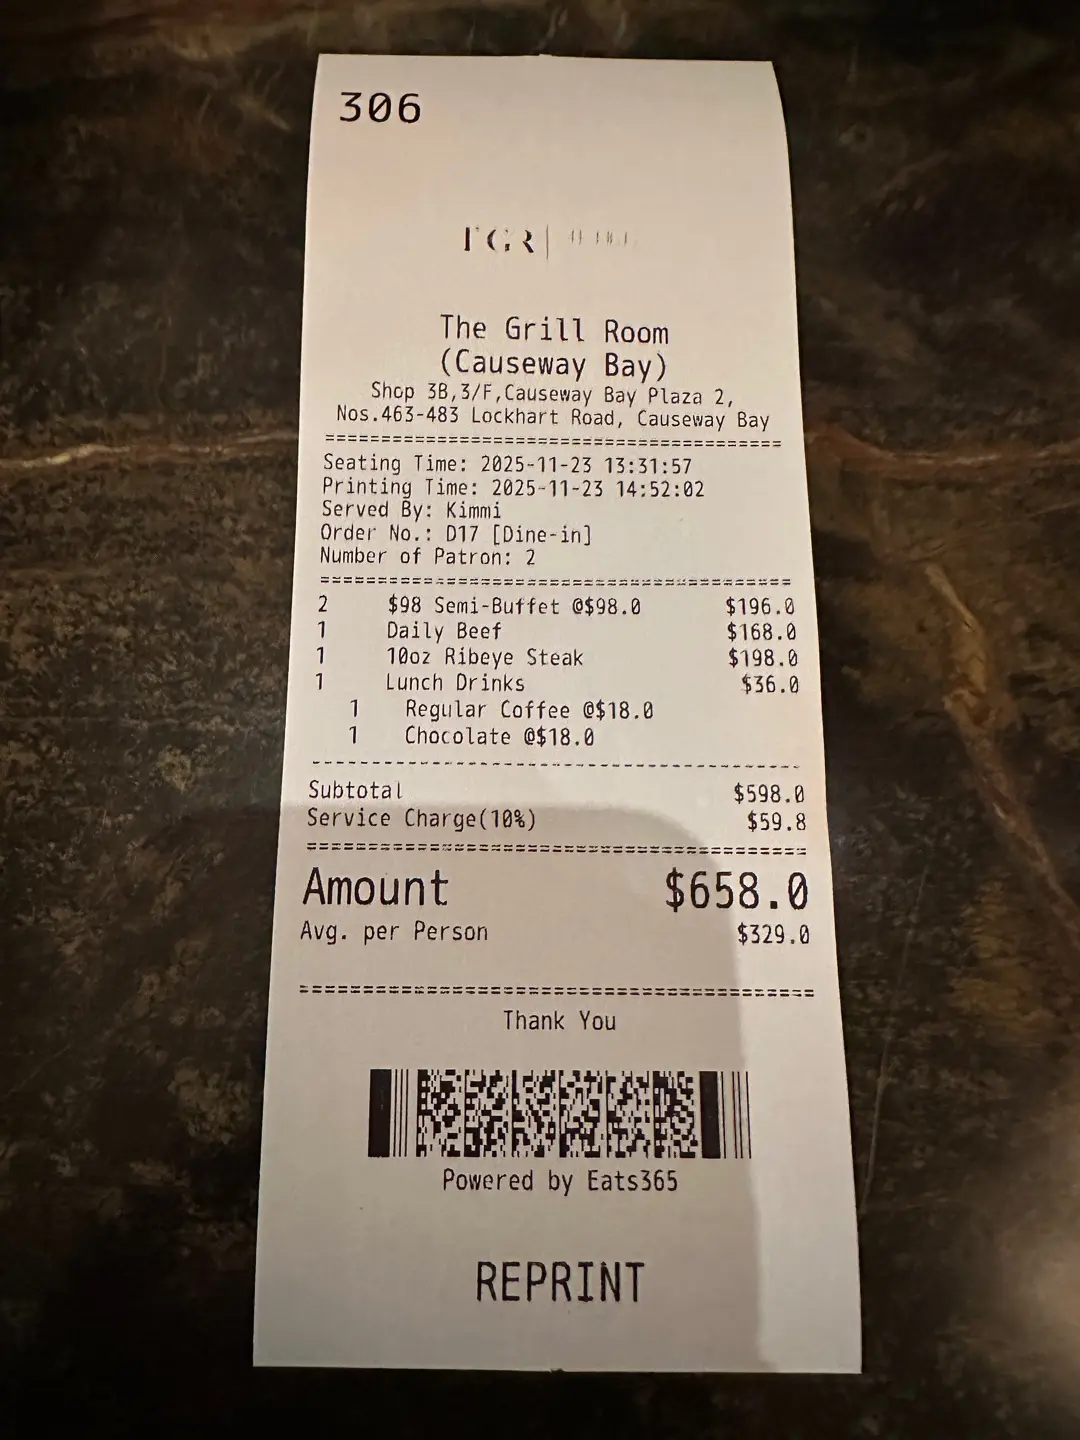 306
TGR
The Grill Room
(Causeway Bay)
Shop 3B,3/F,Causeway Bay Plaza 2,
Nos.463-483 Lockhart Road, Causeway Bay
Seating Time: 2025-11-23 13:31:57
Printing Time: 2025-11-23 14:52:02
Served By: Kimmi
Order No.: D17 [Dine-in]
Number of Patron: 2
2 $98 Semi-Buffet @$98.0 $196.0
1 Daily Beef $168.0
1 10oz Ribeye Steak $198.0
1 Lunch Drinks $36.0
1 Regular Coffee @$18.0
1 Chocolate @$18.0
Subtotal $598.0
Service Charge(10%) $59.8
Amount $658.0
Avg. per Person $329.0
Thank You
Powered by Eats365
REPRINT